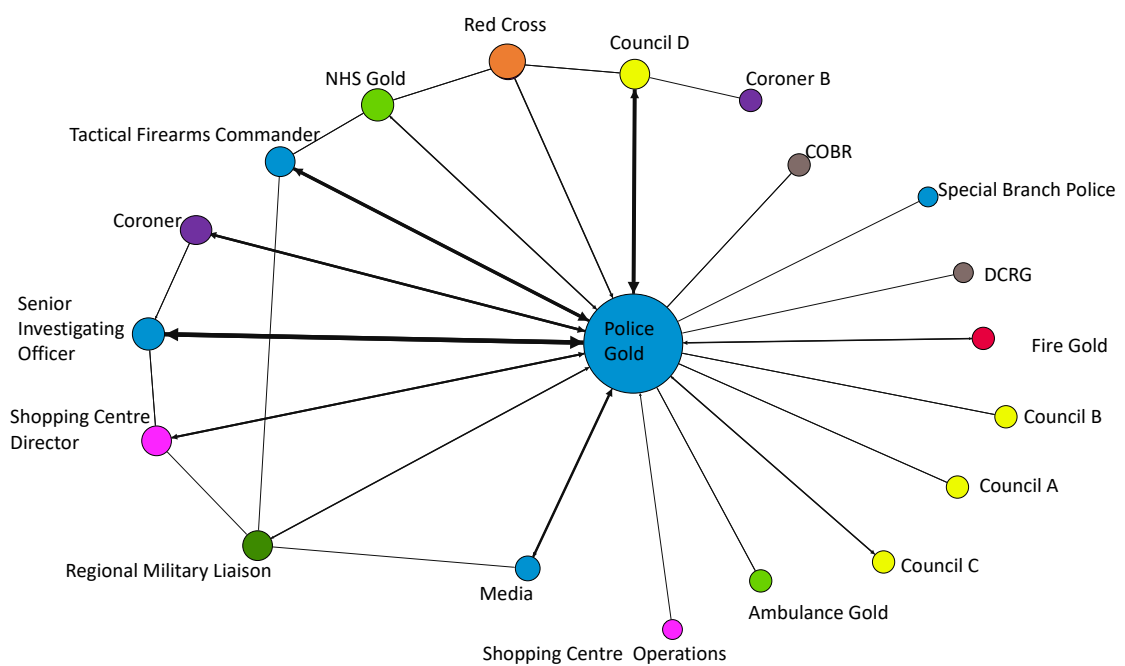 Red Cross
Council D
NHS Gold
Coroner B
Tactical Firearms Commander
COBR
Special Branch Police
Coroner
DCRG
Senior
Investigating
Officer
Police
Gold
Fire Gold
Shopping Centre
Director
Council B
Council A
Regional Military Liaison
Council C
Media
Ambulance Gold
Shopping Centre  Operations